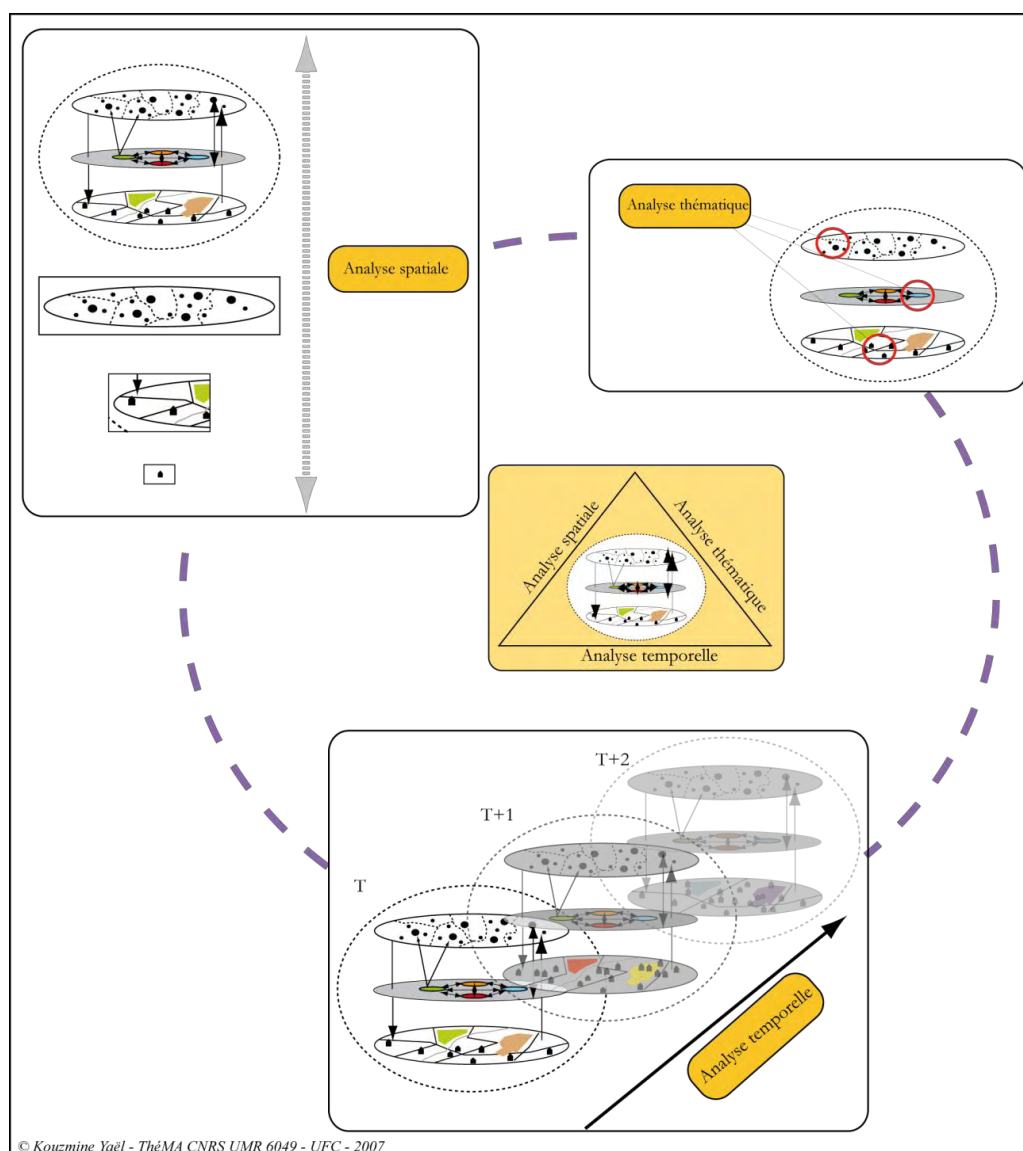 Analyse spatiale
Analyse thématique
Analyse spatiale
Analyse thématique
Analyse temporelle
T+2
T+1
T
Analyse temporelle
© Kouzmine Yaël - ThéMA CNRS UMR 6049 - UFC - 2007